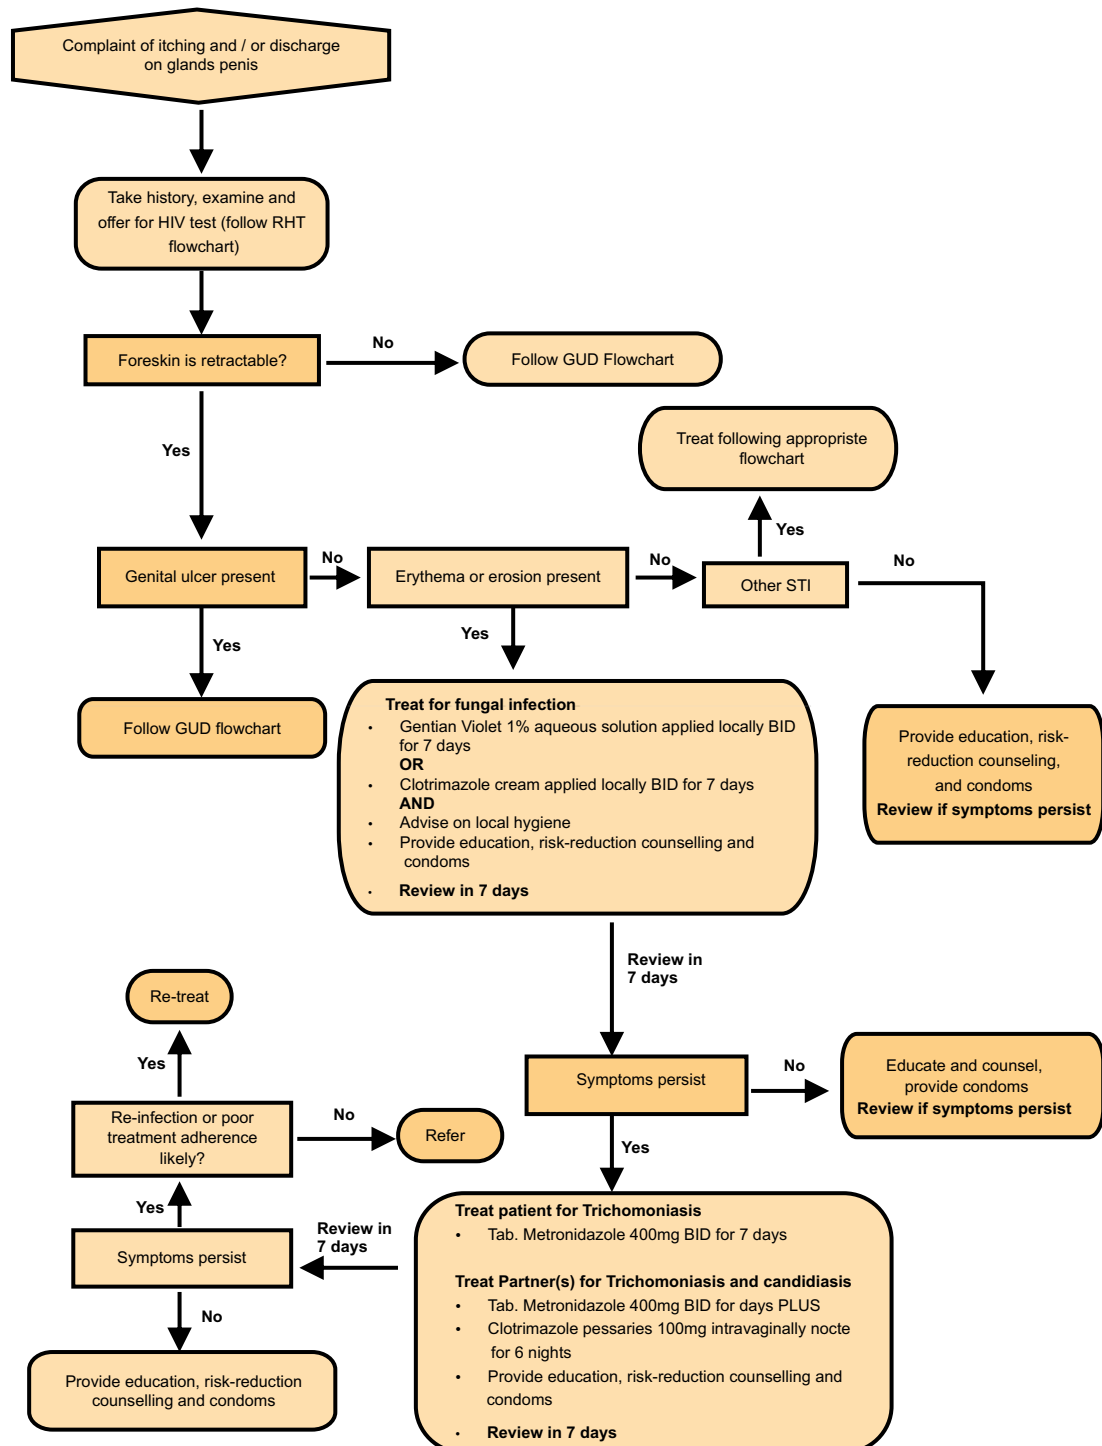 Complaint of itching and / or discharge
on glands penis
Take history, examine and
offer for HIV test (follow RHT
flowchart)
Foreskin is retractable?
No
Follow GUD Flowchart
Yes
Treat following appropriste
flowchart
Yes
Genital ulcer present
No
Erythema or erosion present
No
Other STI
No
Yes
Follow GUD flowchart
Yes
Treat for fungal infection
• Gentian Violet 1% aqueous solution applied locally BID
for 7 days
OR
• Clotrimazole cream applied locally BID for 7 days
AND
• Advise on local hygiene
• Provide education, risk-reduction counselling and
condoms
• Review in 7 days
Provide education, risk-
reduction counseling,
and condoms
Review if symptoms persist
Review in
7 days
Symptoms persist
No
Educate and counsel,
provide condoms
Review if symptoms persist
Yes
Treat patient for Trichomoniasis
• Tab. Metronidazole 400mg BID for 7 days
Treat Partner(s) for Trichomoniasis and candidiasis
• Tab. Metronidazole 400mg BID for days PLUS
• Clotrimazole pessaries 100mg intravaginally nocte
for 6 nights
• Provide education, risk-reduction counselling and
condoms
• Review in 7 days
Review in
7 days
Symptoms persist
Yes
Re-infection or poor
treatment adherence
likely?
No
Refer
Yes
Re-treat
No
Provide education, risk-reduction
counselling and condoms